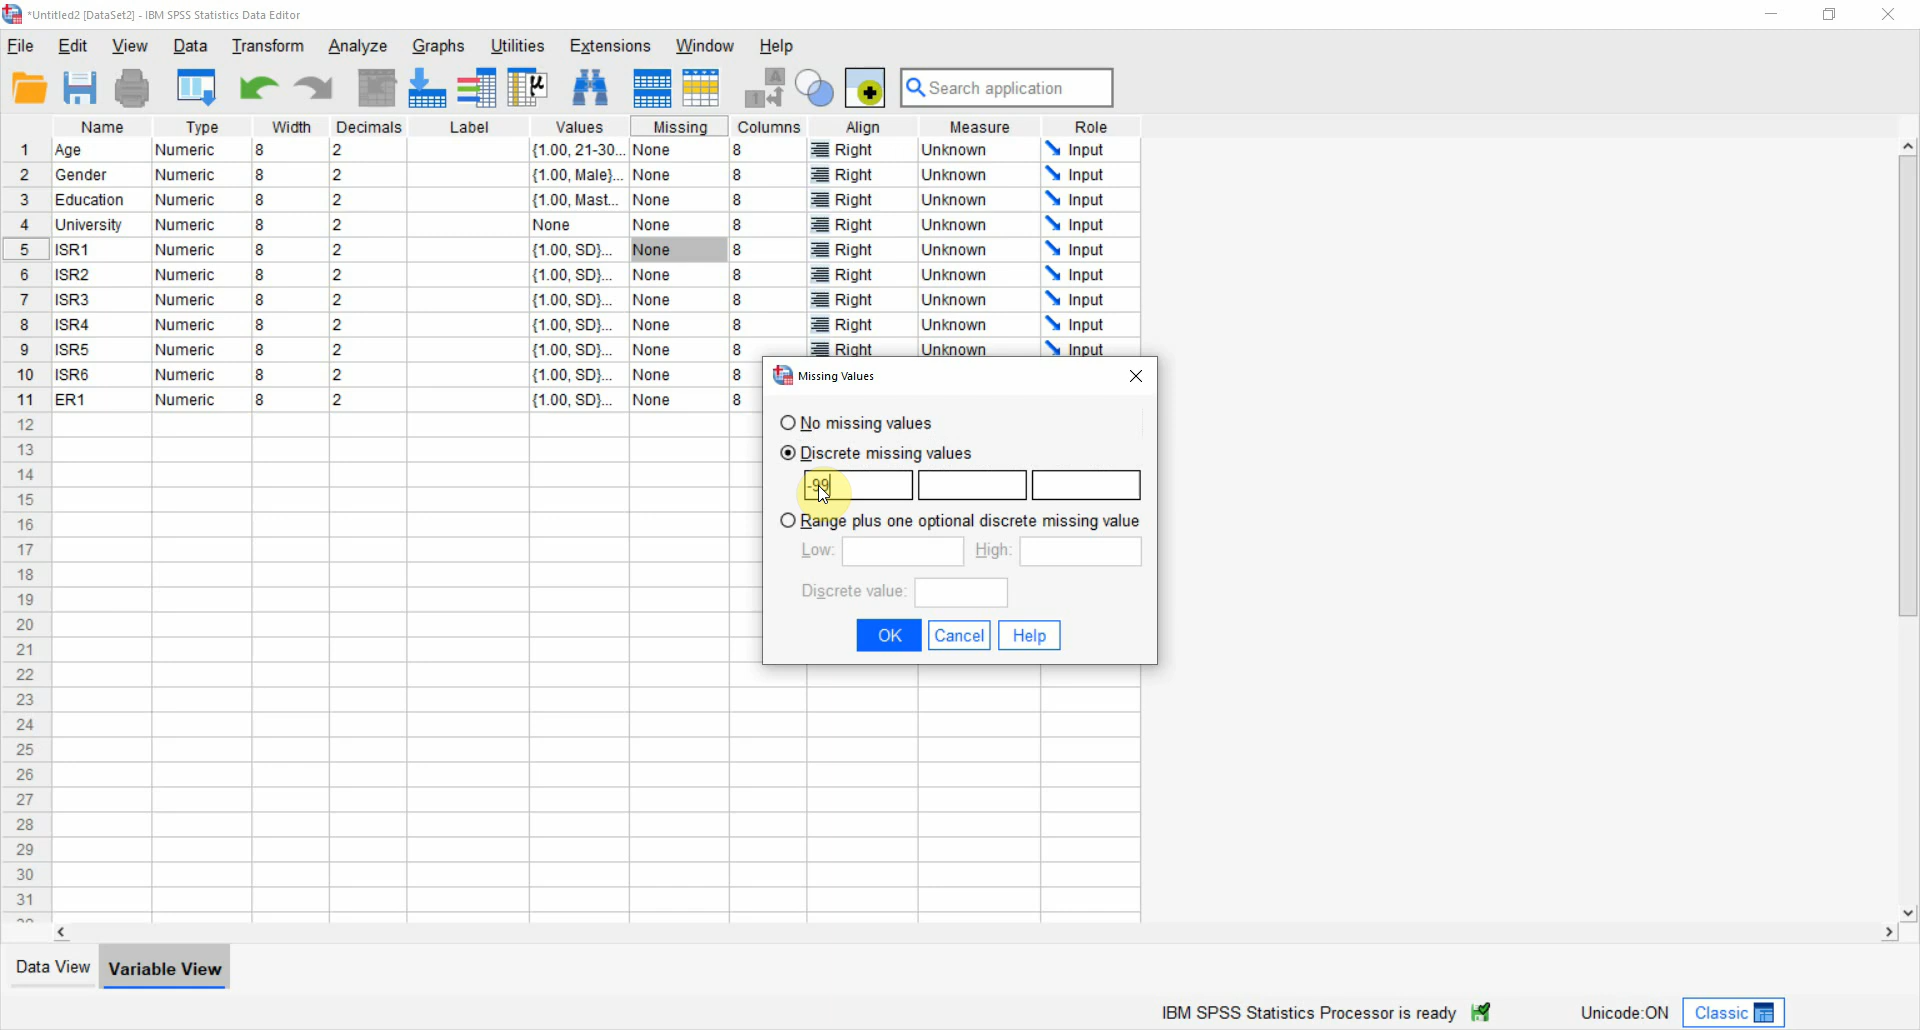 *Untitled2 [DataSet2] - IBM SPSS Statistics Data Editor
File Edit View Data Transform Analyze Graphs Utilities Extensions Window Help
Search application
Name Type Width Decimals Label Values Missing Columns Align Measure Role
1 Age Numeric 8 2 {1.00, 21-30... None 8 Right Unknown Input
2 Gender Numeric 8 2 {1.00, Male}... None 8 Right Unknown Input
3 Education Numeric 8 2 {1.00, Mast... None 8 Right Unknown Input
4 University Numeric 8 2 None None 8 Right Unknown Input
5 ISR1 Numeric 8 2 {1.00, SD}... None 8 Right Unknown Input
6 ISR2 Numeric 8 2 {1.00, SD}... None 8 Right Unknown Input
7 ISR3 Numeric 8 2 {1.00, SD}... None 8 Right Unknown Input
8 ISR4 Numeric 8 2 {1.00, SD}... None 8 Right Unknown Input
9 ISR5 Numeric 8 2 {1.00, SD}... None 8 Right Unknown Input
10 ISR6 Numeric 8 2 {1.00, SD}... None 8
11 ER1 Numeric 8 2 {1.00, SD}... None 8
12
13
14
15
16
17
18
19
20
21
22
23
24
25
26
27
28
29
30
31
Missing Values
No missing values
Discrete missing values
-99
Range plus one optional discrete missing value
Low: High:
Discrete value:
OK Cancel Help
Data View Variable View
IBM SPSS Statistics Processor is ready Unicode:ON Classic